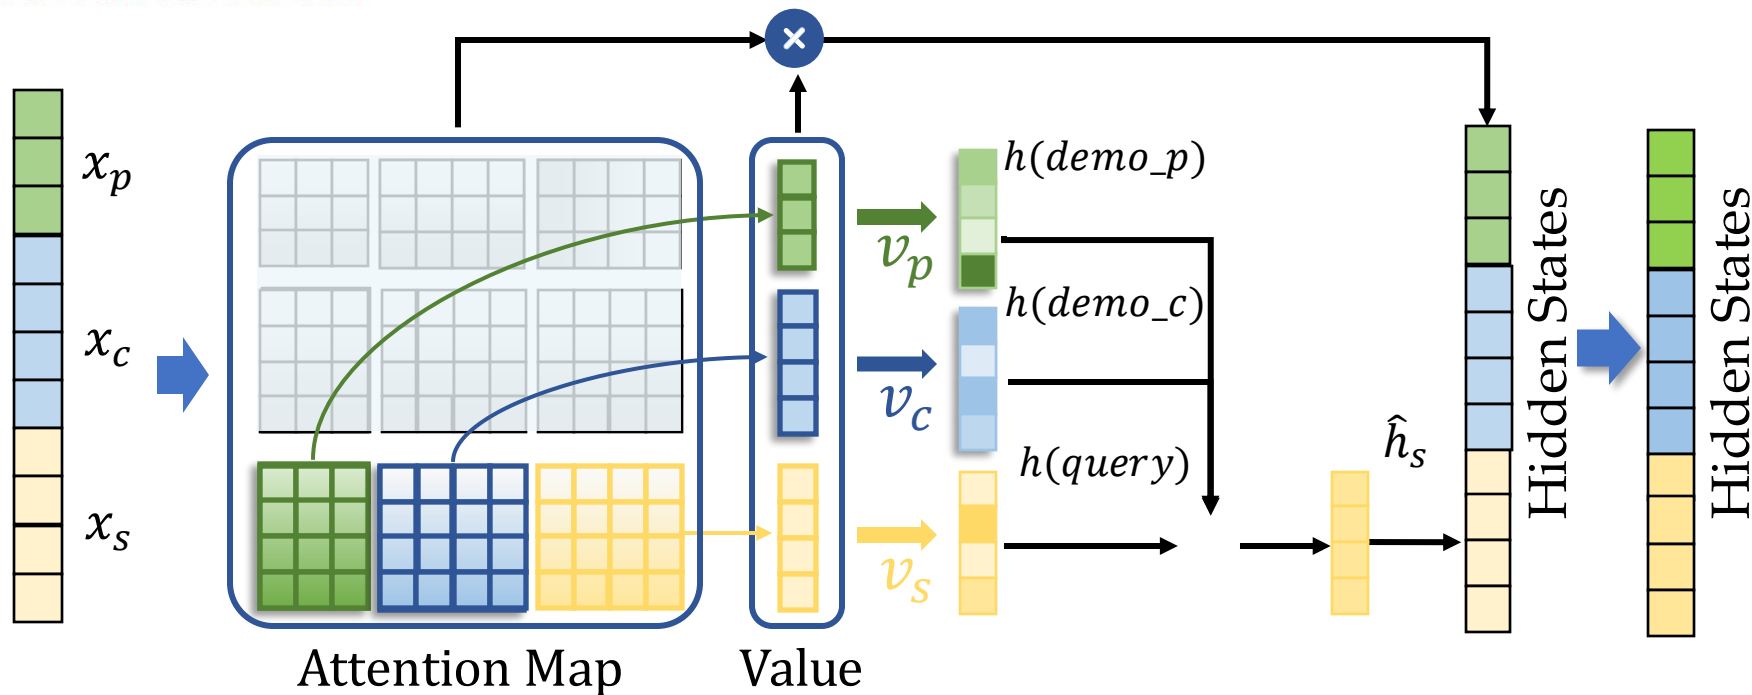 x_p
x_c
x_s
×
h(demo_p)
v_p
h(demo_c)
v_c
h(query)
v_s
ĥ_s
Hidden States
Hidden States
Attention Map
Value